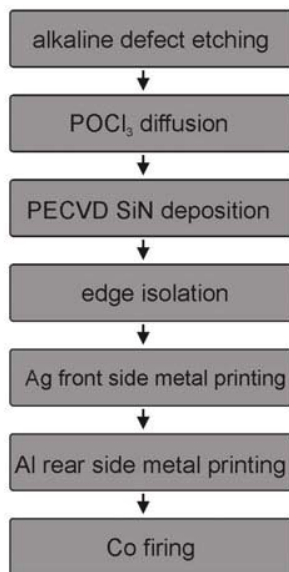 alkaline defect etching
POCl₃ diffusion
PECVD SiN deposition
edge isolation
Ag front side metal printing
Al rear side metal printing
Co firing